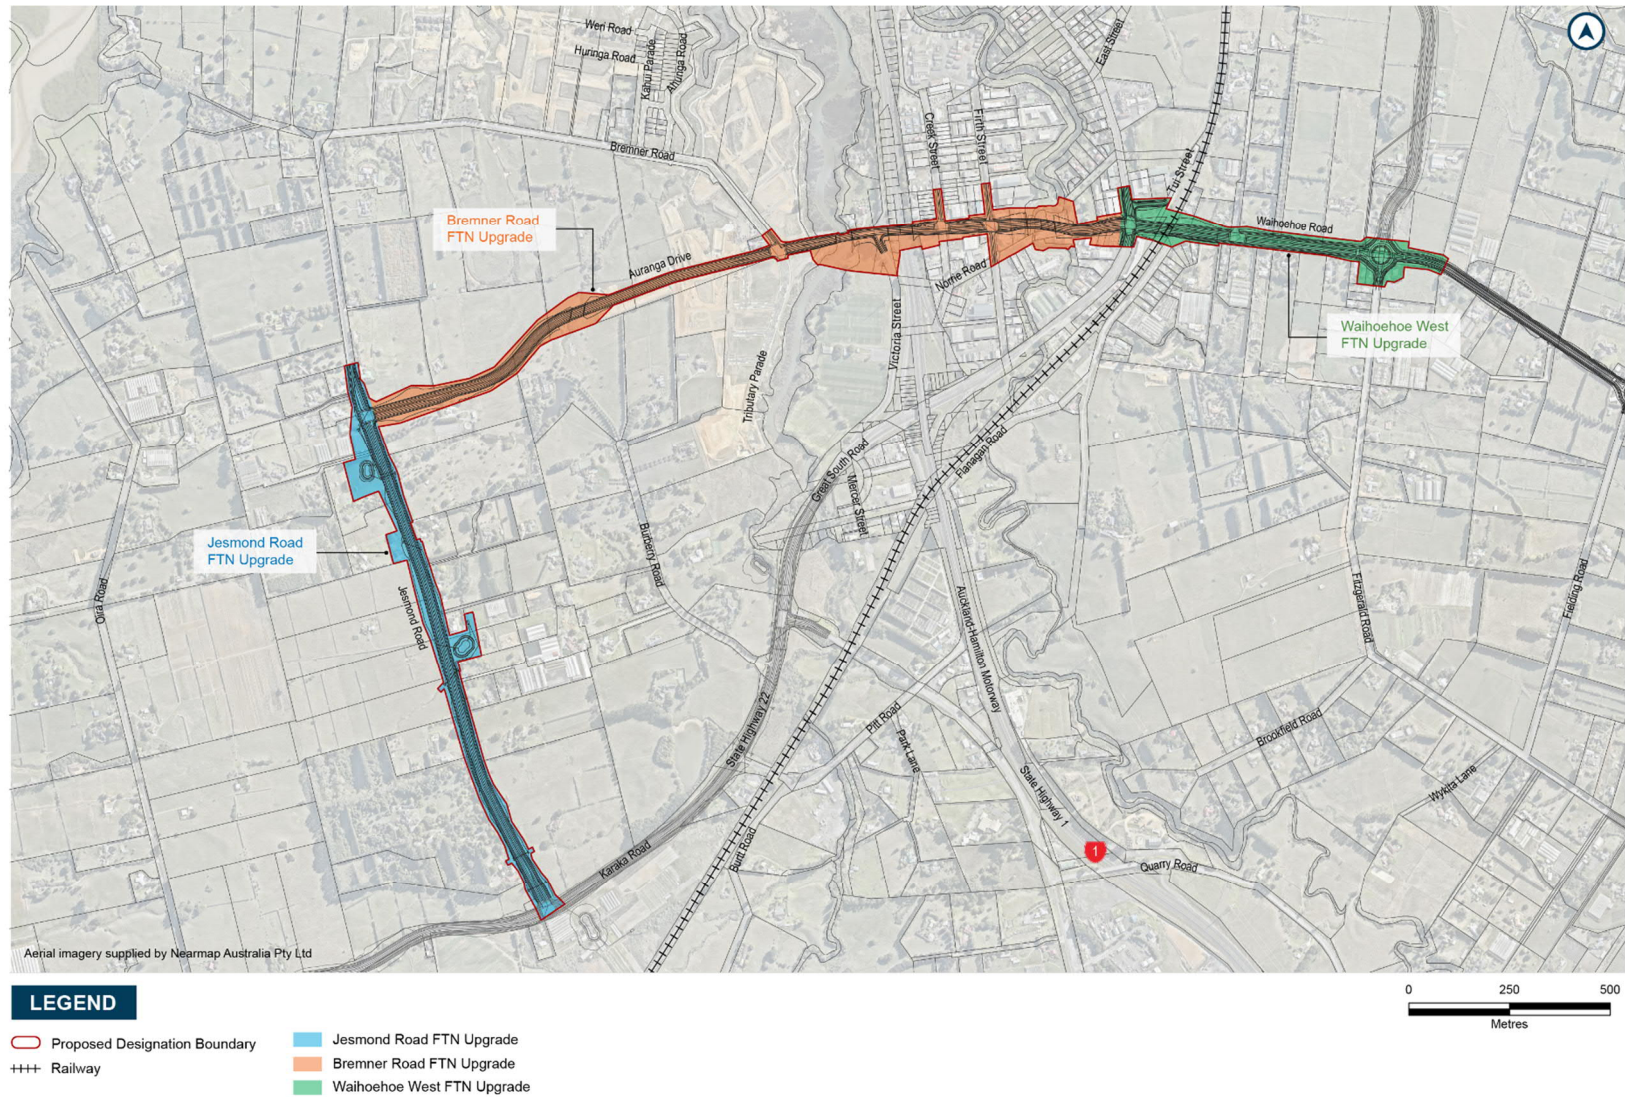 Weri Road
Huringa Road
Kahui Parade
Ahunga Road
East Street
Bremner Road
Creek Street
Firth Street
Tui Street
Bremner Road
FTN Upgrade
Waihoehoe Road
Auranga Drive
Norrie Road
Victoria Street
Waihoehoe West
FTN Upgrade
Tributary Parade
Great South Road
Flanagan Road
Mercer Street
Jesmond Road
FTN Upgrade
Burberry Road
Oira Road
Jesmond Road
Auckland-Hamilton Motorway
Fitzgerald Road
Fielding Road
State Highway 22
Pitt Road
Park Lane
Brookfield Road
Wykita Lane
State Highway 1
1
Karaka Road
Burtt Road
Quarry Road
Aerial imagery supplied by Nearmap Australia Pty Ltd
LEGEND
Proposed Designation Boundary
Railway
Jesmond Road FTN Upgrade
Bremner Road FTN Upgrade
Waihoehoe West FTN Upgrade
0 250 500
Metres